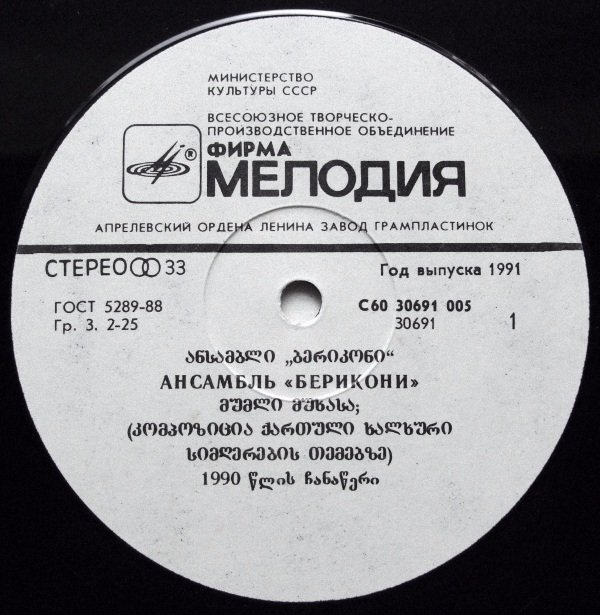 МИНИСТЕРСТВО
КУЛЬТУРЫ СССР
ВСЕСОЮЗНОЕ ТВОРЧЕСКО-
ПРОИЗВОДСТВЕННОЕ ОБЪЕДИНЕНИЕ
®
ФИРМА
МЕЛОДИЯ
АПРЕЛЕВСКИЙ ОРДЕНА ЛЕНИНА ЗАВОД ГРАМПЛАСТИНОК
СТЕРЕО 33
Год выпуска 1991
ГОСТ 5289-88
Гр. 3. 2-25
С60 30691 005
30691
1
ანსამბლი „ბერიკონი“
АНСАМБЛЬ «БЕРИКОНИ»
მუმლი მუხასა;
(კომპოზიცია ქართული ხალხური
სიმღერების თემებზე)
1990 წლის ჩანაწერი